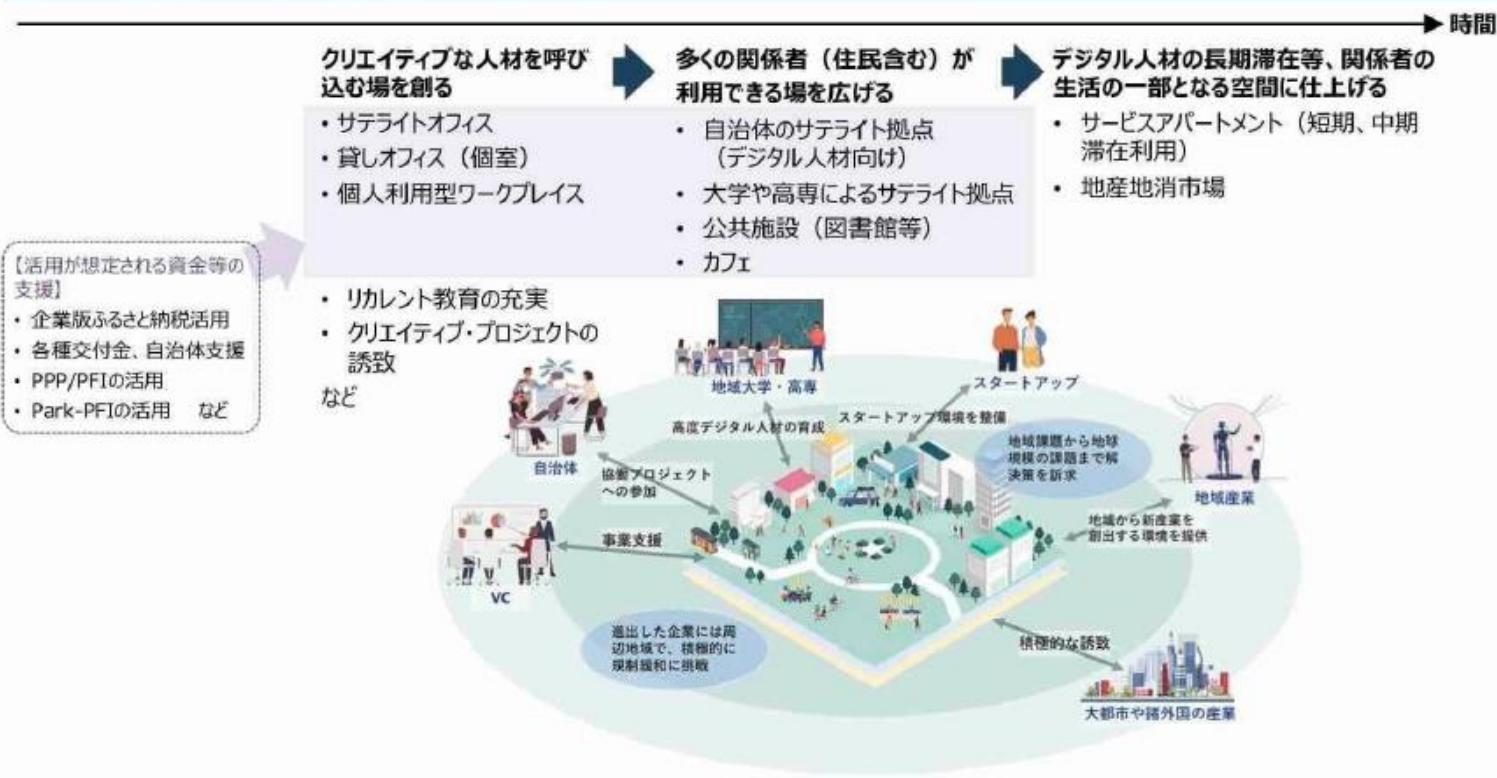 時間
クリエイティブな人材を呼び
込む場を創る
多くの関係者（住民含む）が
利用できる場を広げる
デジタル人材の長期滞在等、関係者の
生活の一部となる空間に仕上げる
• サテライトオフィス
• 貸しオフィス（個室）
• 個人利用型ワークプレイス
• 自治体のサテライト拠点
（デジタル人材向け）
• 大学や高専によるサテライト拠点
• 公共施設（図書館等）
• カフェ
• サービスアパートメント（短期、中期
滞在利用）
• 地産地消市場
【活用が想定される資金等の
支援】
• 企業版ふるさと納税活用
• 各種交付金、自治体支援
• PPP/PFIの活用
• Park-PFIの活用 など
• リカレント教育の充実
• クリエイティブ・プロジェクトの
誘致
など
地域大学・高専
スタートアップ
高度デジタル人材の育成
スタートアップ環境を整備
自治体
協働プロジェクト
への参加
地域課題から地球
規模の課題まで解
決策を訴求
地域産業
地域から新産業を
創出する環境を提供
事業支援
VC
進出した企業には周
辺地域で、積極的に
規制緩和に挑戦
積極的な誘致
大都市や諸外国の産業